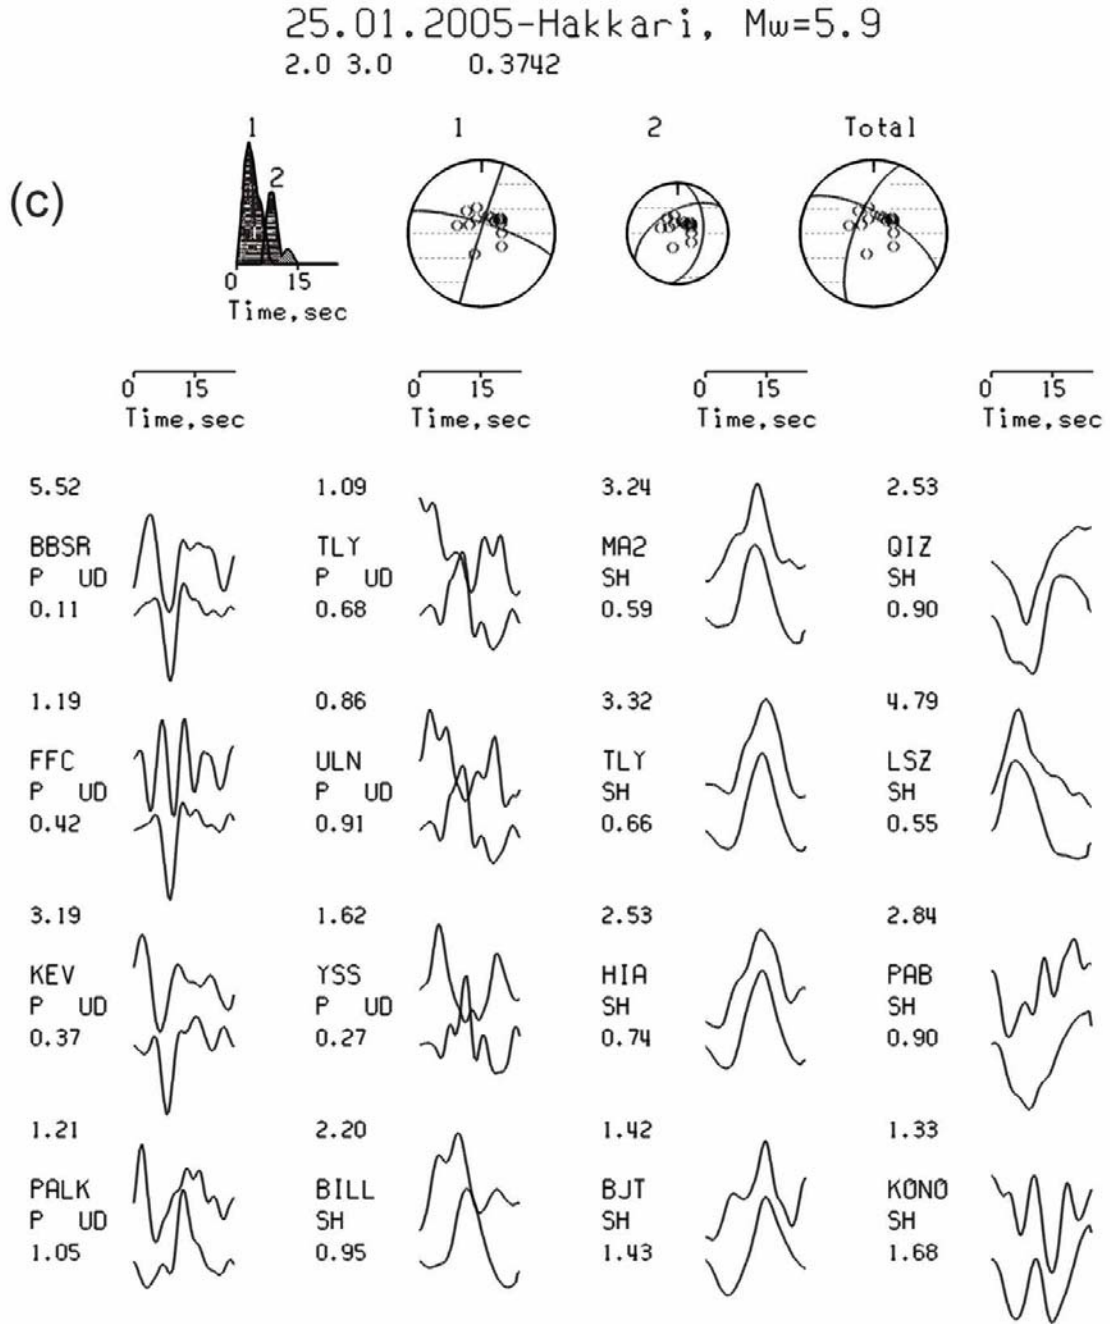 25.01.2005-Hakkari, Mw=5.9
2.0 3.0 0.3742
(c)
1 2
0 15
Time,sec
1 2 Total
0 15 0 15 0 15 0 15
Time,sec Time,sec Time,sec Time,sec
5.52 1.09 3.24 2.53
BBSR TLY MA2 QIZ
P UD P UD SH SH
0.11 0.68 0.59 0.90
1.19 0.86 3.32 4.79
FFC ULN TLY LSZ
P UD P UD SH SH
0.42 0.91 0.66 0.55
3.19 1.62 2.53 2.84
KEV YSS HIA PAB
P UD P UD SH SH
0.37 0.27 0.74 0.90
1.21 2.20 1.42 1.33
PALK BILL BJT KONO
P UD SH SH SH
1.05 0.95 1.43 1.68